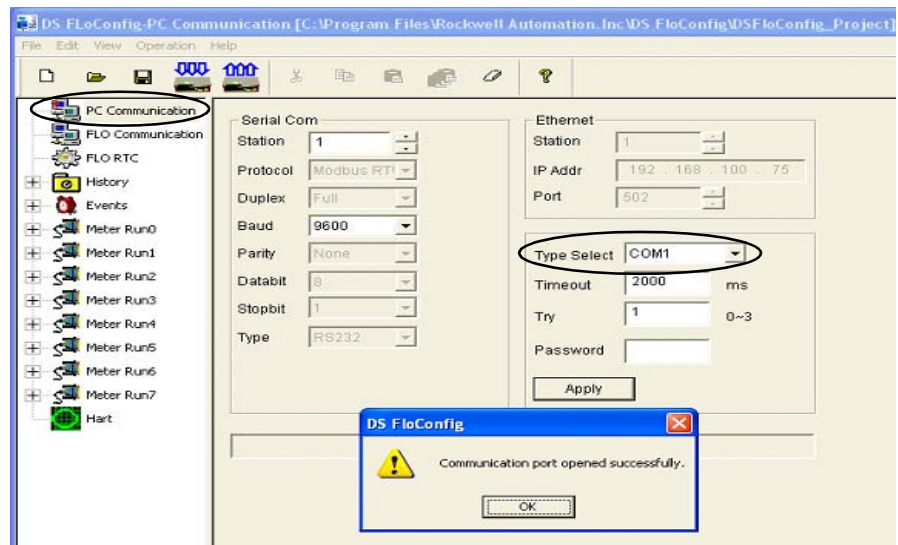 DS FLoConfig-PC Communication [C:\Program Files\Rockwell Automation.Inc\DS FloConfig\DSFloConfig_Project]
File Edit View Operation Help
PC Communication
FLO Communication
FLO RTC
History
Events
Meter Run0
Meter Run1
Meter Run2
Meter Run3
Meter Run4
Meter Run5
Meter Run6
Meter Run7
Hart
Serial Com
Station 1
Protocol Modbus RTU
Duplex Full
Baud 9600
Parity None
Databit 8
Stopbit 1
Type RS232
Ethernet
Station 1
IP Addr 192 . 168 . 100 . 75
Port 502
Type Select COM1
Timeout 2000 ms
Try 1 0~3
Password
Apply
DS FloConfig
Communication port opened successfully.
OK